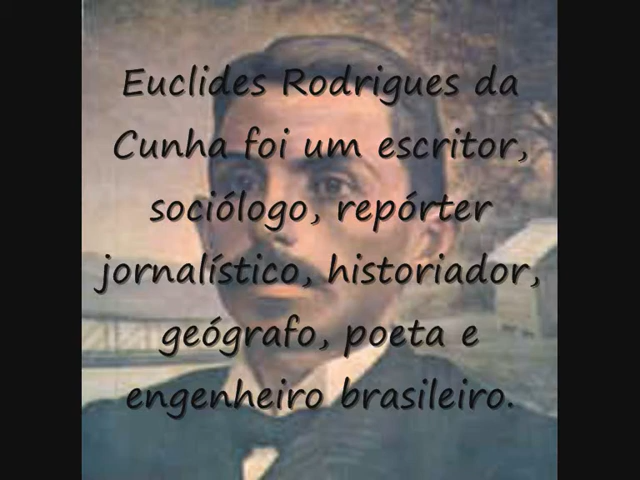 Euclides Rodrigues da
Cunha foi um escritor,
sociólogo, repórter
jornalístico, historiador,
geógrafo, poeta e
engenheiro brasileiro.